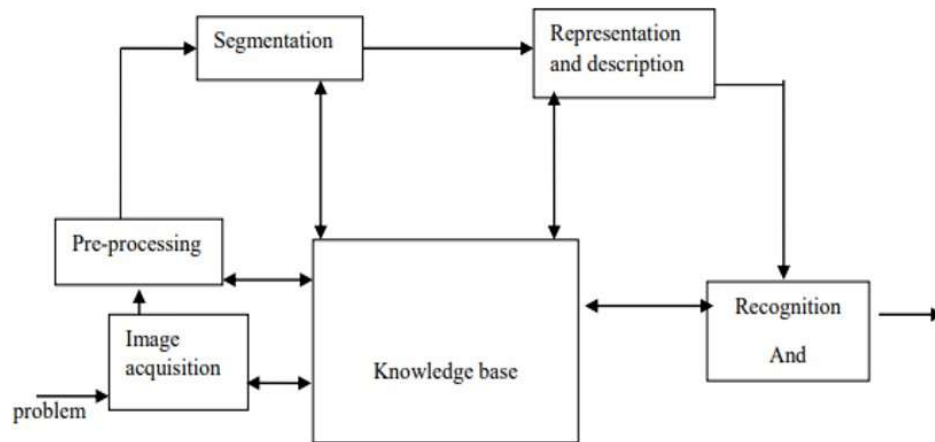 Segmentation
Representation
and description
Pre-processing
Image
acquisition
problem
Knowledge base
Recognition
And